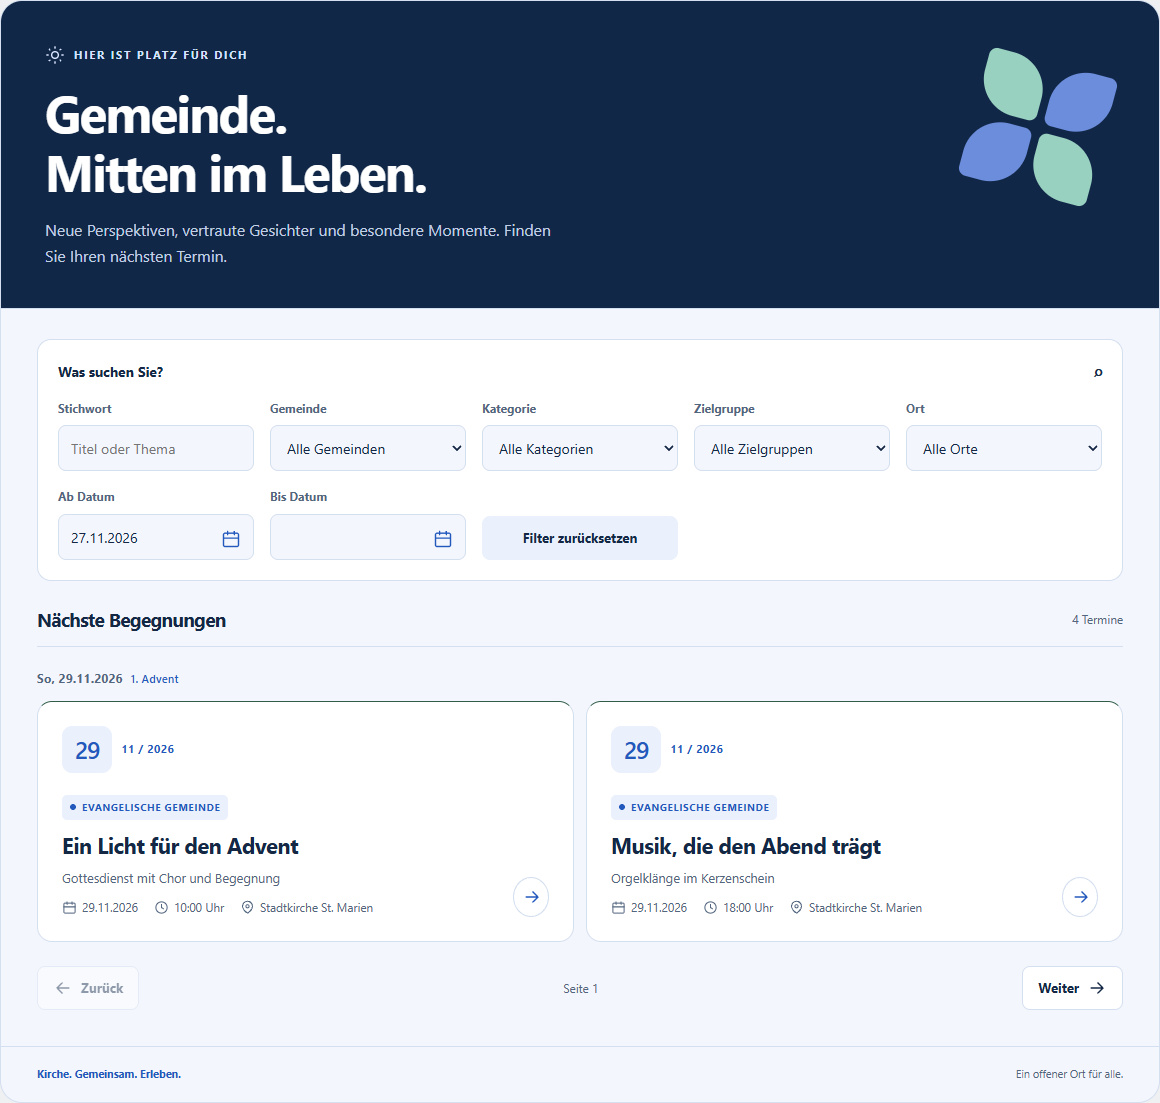 HIER IST PLATZ FÜR DICH
Gemeinde.
Mitten im Leben.
Neue Perspektiven, vertraute Gesichter und besondere Momente. Finden
Sie Ihren nächsten Termin.
Was suchen Sie?
Stichwort Gemeinde Kategorie Zielgruppe Ort
Titel oder Thema Alle Gemeinden Alle Kategorien Alle Zielgruppen Alle Orte
Ab Datum Bis Datum
27.11.2026 Filter zurücksetzen
Nächste Begegnungen 4 Termine
So, 29.11.2026 1. Advent
29 11 / 2026
EVANGELISCHE GEMEINDE
Ein Licht für den Advent
Gottesdienst mit Chor und Begegnung
29.11.2026 10:00 Uhr Stadtkirche St. Marien
29 11 / 2026
EVANGELISCHE GEMEINDE
Musik, die den Abend trägt
Orgelklänge im Kerzenschein
29.11.2026 18:00 Uhr Stadtkirche St. Marien
Zurück Seite 1 Weiter
Kirche. Gemeinsam. Erleben. Ein offener Ort für alle.